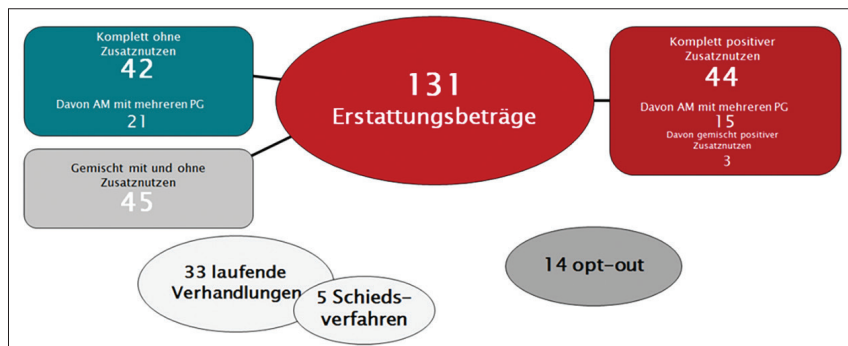 Komplett ohne
Zusatznutzen
42
Davon AM mit mehreren PG
21
Gemischt mit und ohne
Zusatznutzen
45
131
Erstattungsbeträge
Komplett positiver
Zusatznutzen
44
Davon AM mit mehreren PG
15
Davon gemischt positiver
Zusatznutzen
3
33 laufende
Verhandlungen
5 Schieds-
verfahren
14 opt-out